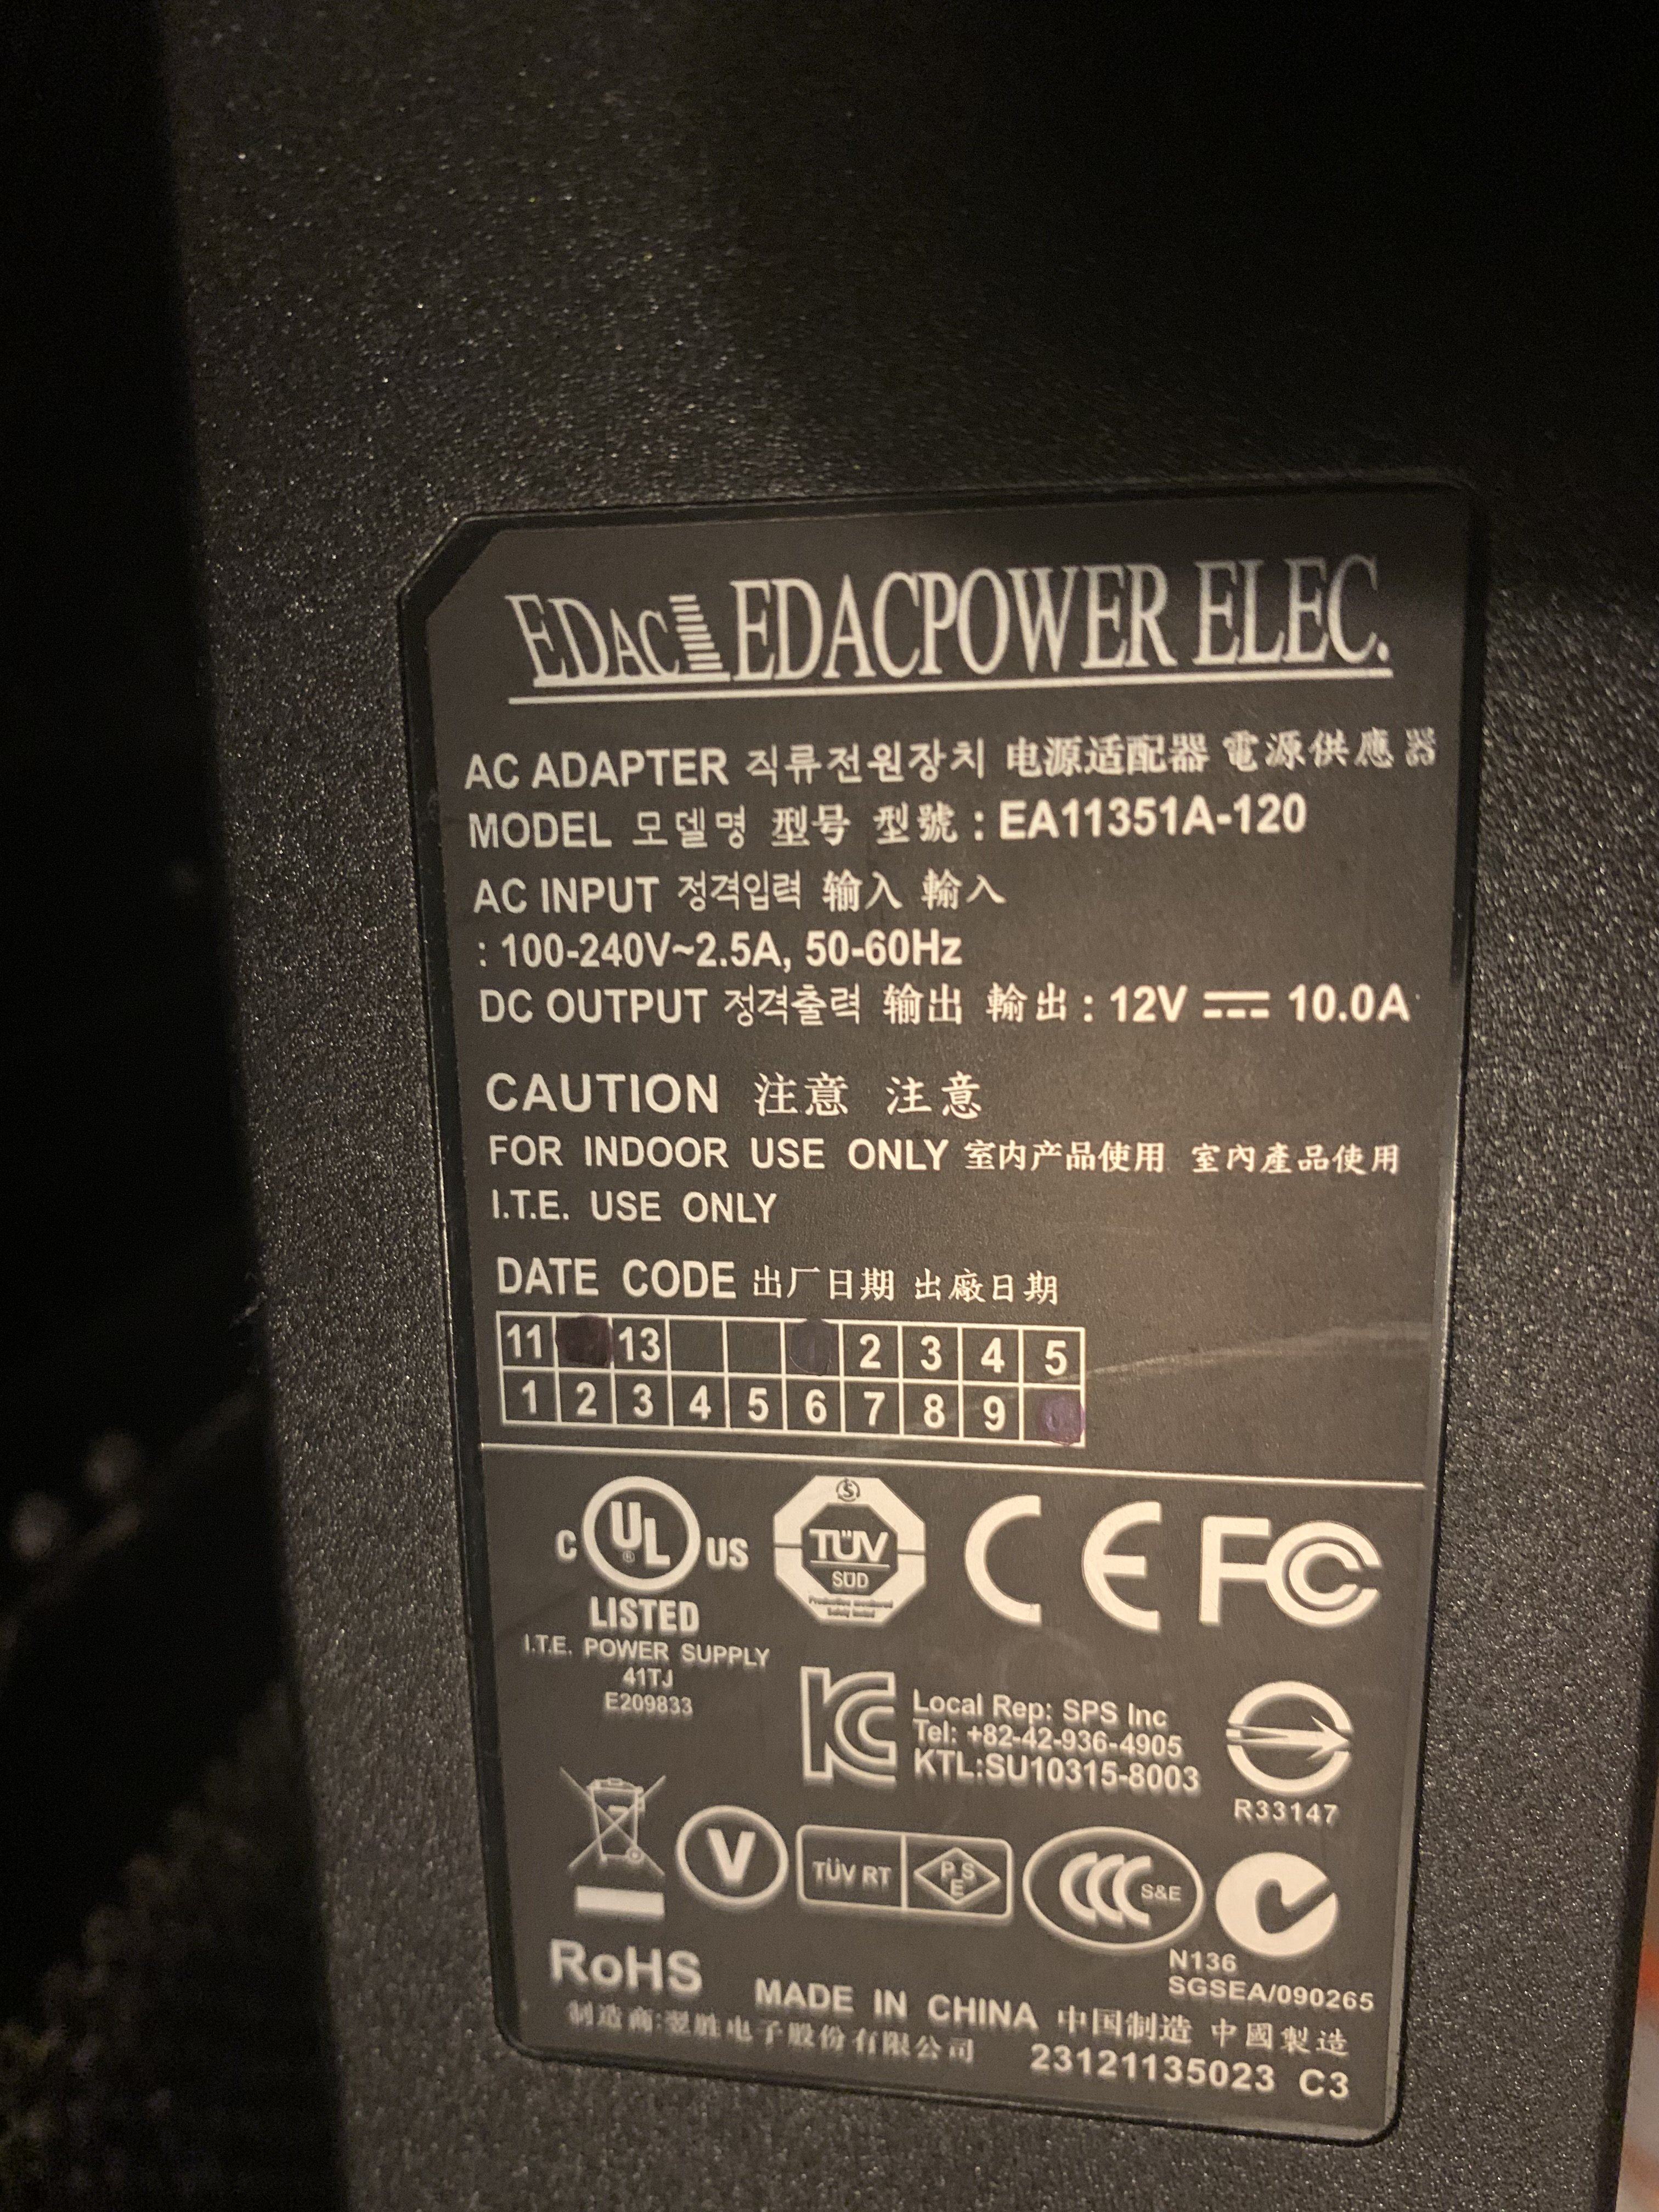 EDAC EDACPOWER ELEC.
AC ADAPTER 직류전원장치 电源适配器 電源供應器
MODEL 모델명 型号 型號 : EA11351A-120
AC INPUT 정격입력 输入 輸入
: 100-240V~2.5A, 50-60Hz
DC OUTPUT 정격출력 输出 輸出 : 12V ⎓ 10.0A
CAUTION 注意 注意
FOR INDOOR USE ONLY 室内产品使用 室內產品使用
I.T.E. USE ONLY
DATE CODE 出厂日期 出廠日期
11 13 2 3 4 5
1 2 3 4 5 6 7 8 9
C UL ® US
LISTED
I.T.E. POWER SUPPLY
41TJ
E209833
S
TÜV
SÜD
Production monitored
Safety tested
CE FC
KC
Local Rep: SPS Inc
Tel: +82-42-936-4905
KTL:SU10315-8003
R33147
V
TÜV RT
PSE
CCC S&E
N136
SGSEA/090265
RoHS
MADE IN CHINA 中国制造 中國製造
制造商:翌胜电子股份有限公司
23121135023 C3